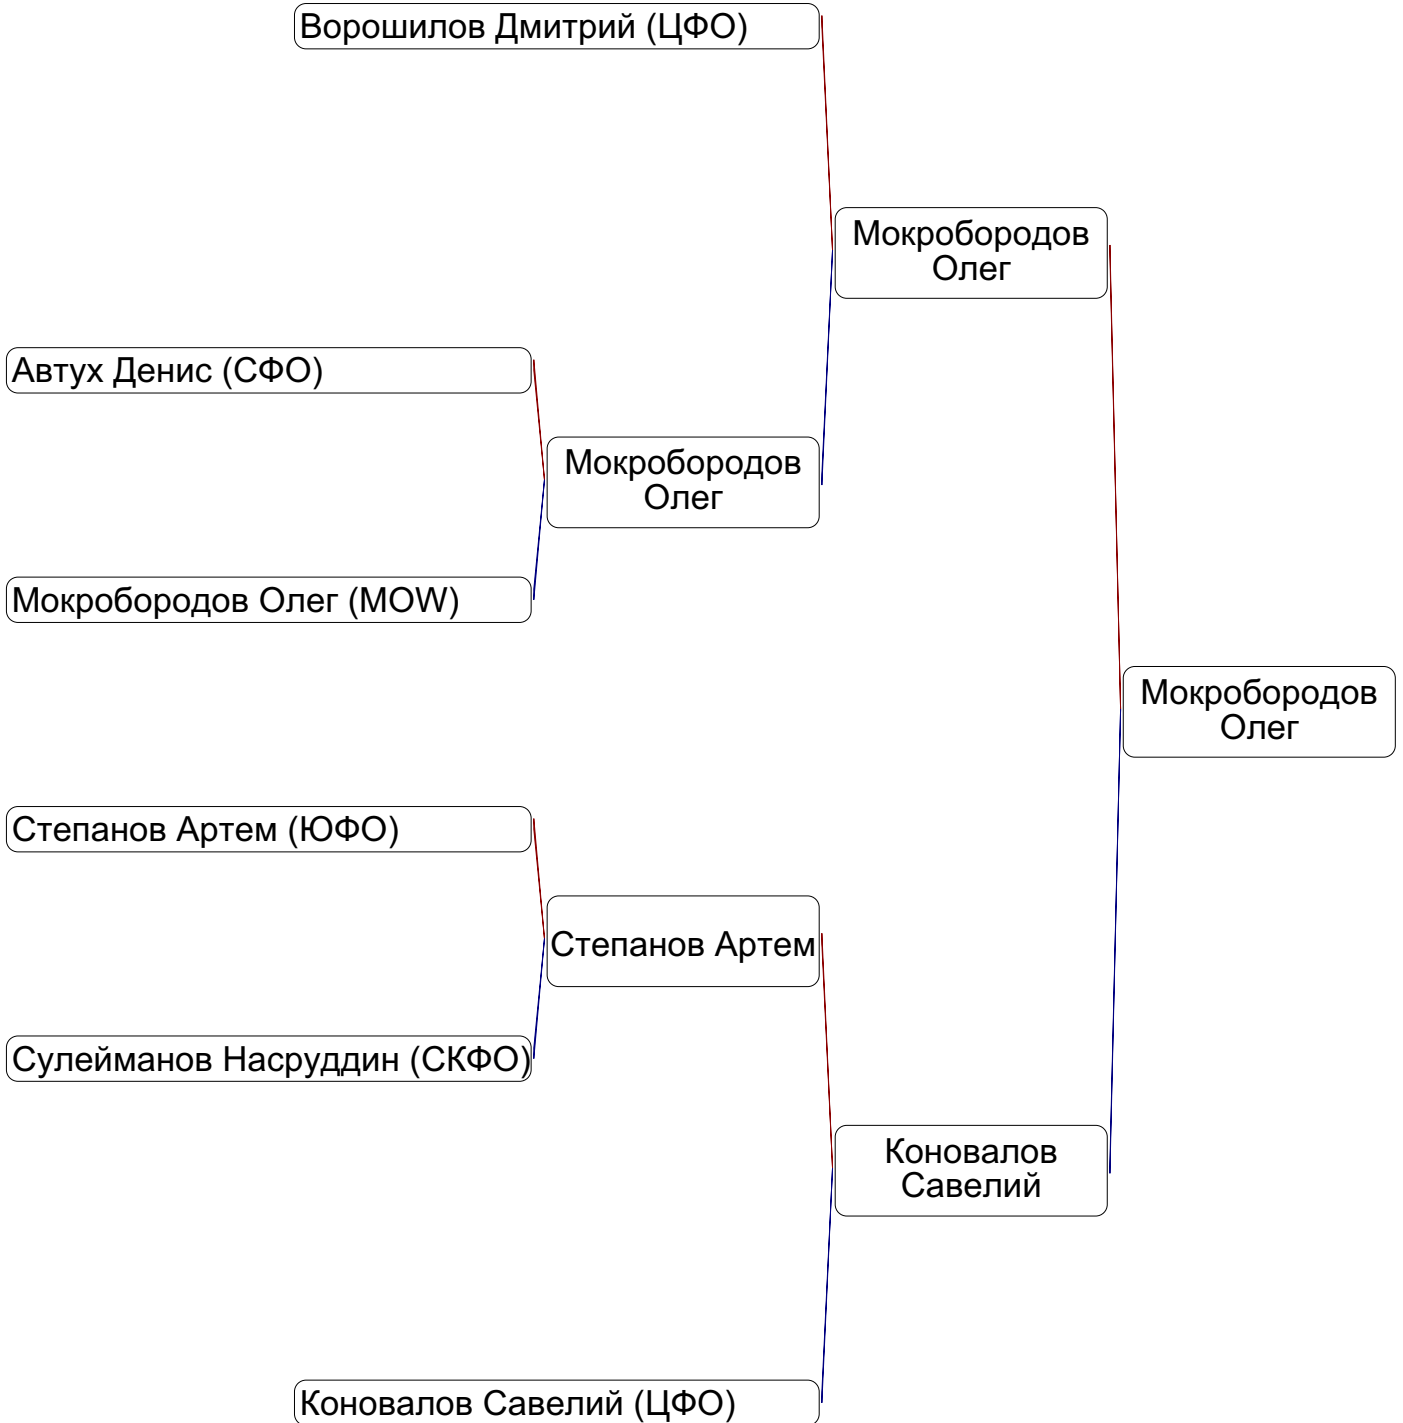 Ворошилов Дмитрий (ЦФО)
Мокробородов
Олег
Автух Денис (СФО)
Мокробородов
Олег
Мокробородов Олег (MOW)
Мокробородов
Олег
Степанов Артем (ЮФО)
Степанов Артем
Сулейманов Насруддин (СКФО)
Коновалов
Савелий
Коновалов Савелий (ЦФО)